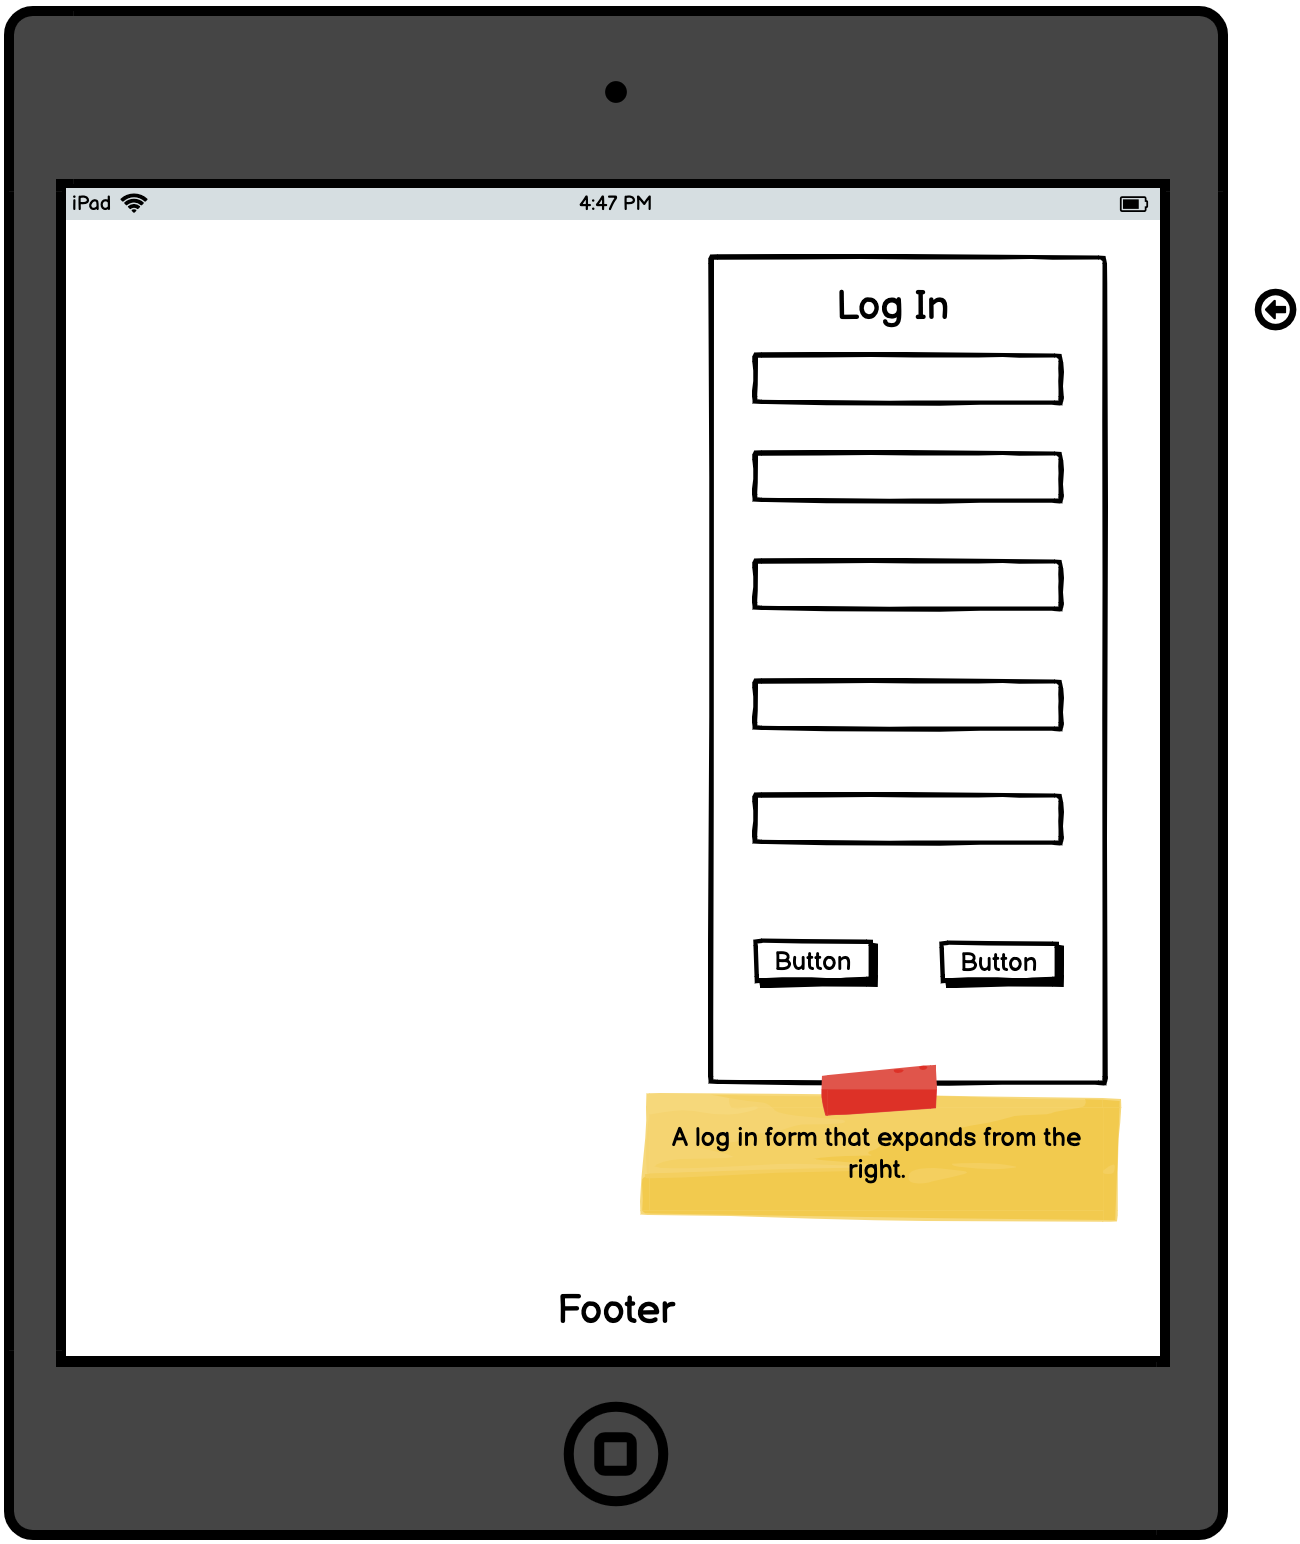 iPad 4:47 PM
Log In
Button Button
A log in form that expands from the
right.
Footer